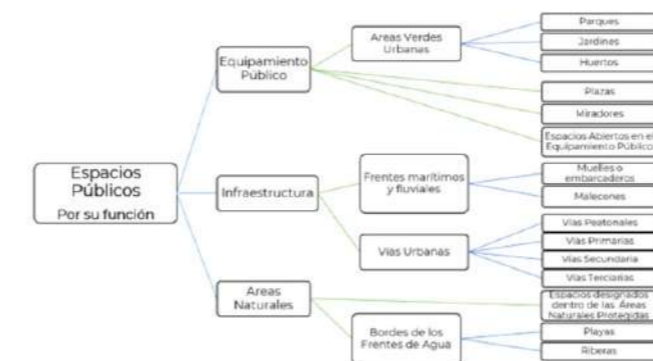 Espacios
Públicos
Por su función
Equipamiento
Público
Areas Verdes
Urbanas
Parques
Jardines
Huertos
Plazas
Miradores
Espacios Abiertos en el
Equipamiento Público
Infraestructura
Frentes marítimos
y fluviales
Muelles o
embarcaderos
Malecones
Vías Urbanas
Vías Peatonales
Vías Primarias
Vías Secundaria
Vías Terciarias
Areas
Naturales
Espacios designados
dentro de las Áreas
Naturales Protegidas
Bordes de los
Frentes de Agua
Playas
Riberas